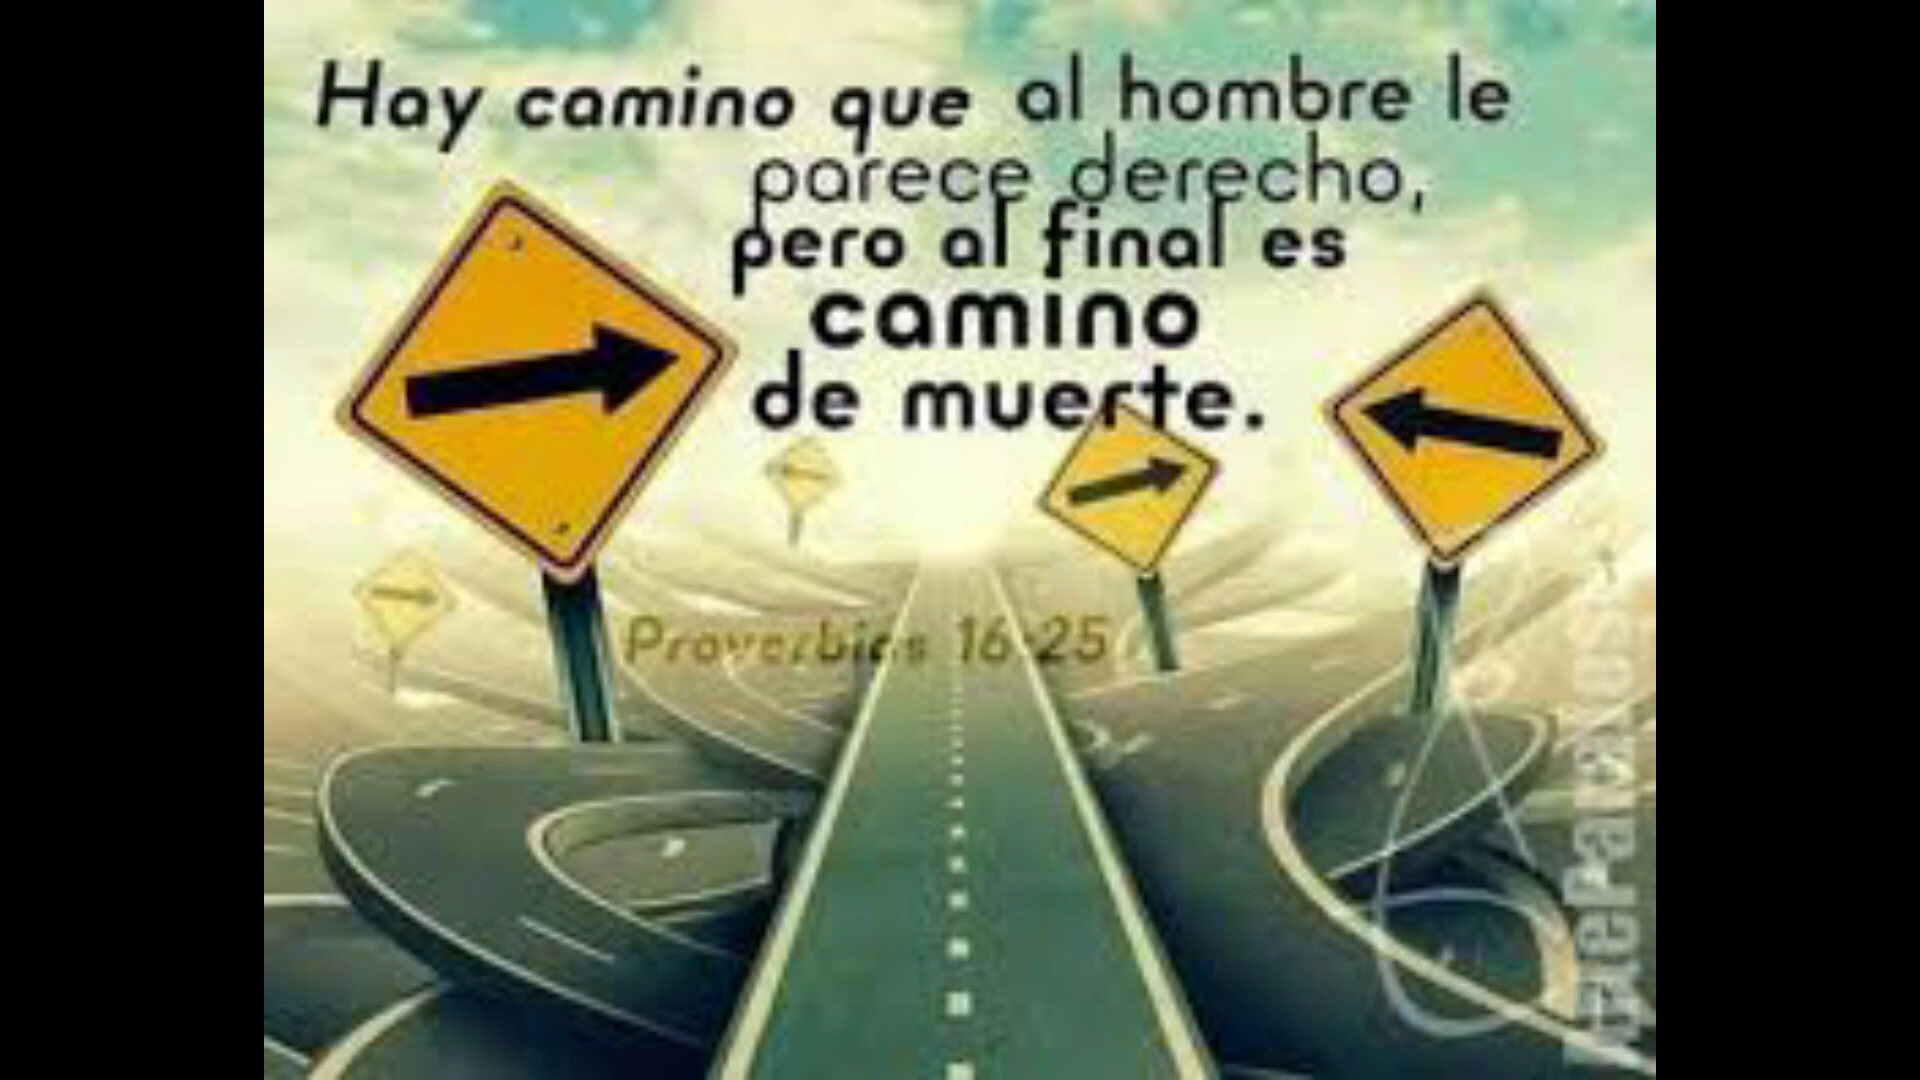 Hay camino que al hombre le
parece derecho,
pero al final es
camino
de muerte.
Proverbios 16:25